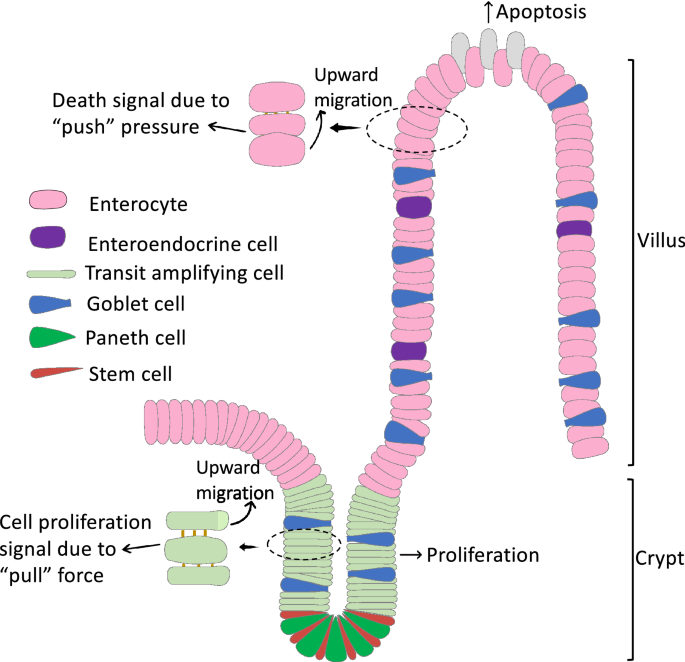 ↑Apoptosis
Upward
migration
Death signal due to
“push” pressure
Enterocyte
Enteroendocrine cell
Transit amplifying cell
Goblet cell
Paneth cell
Stem cell
Villus
Upward
migration
Cell proliferation
signal due to
“pull” force
→Proliferation
Crypt